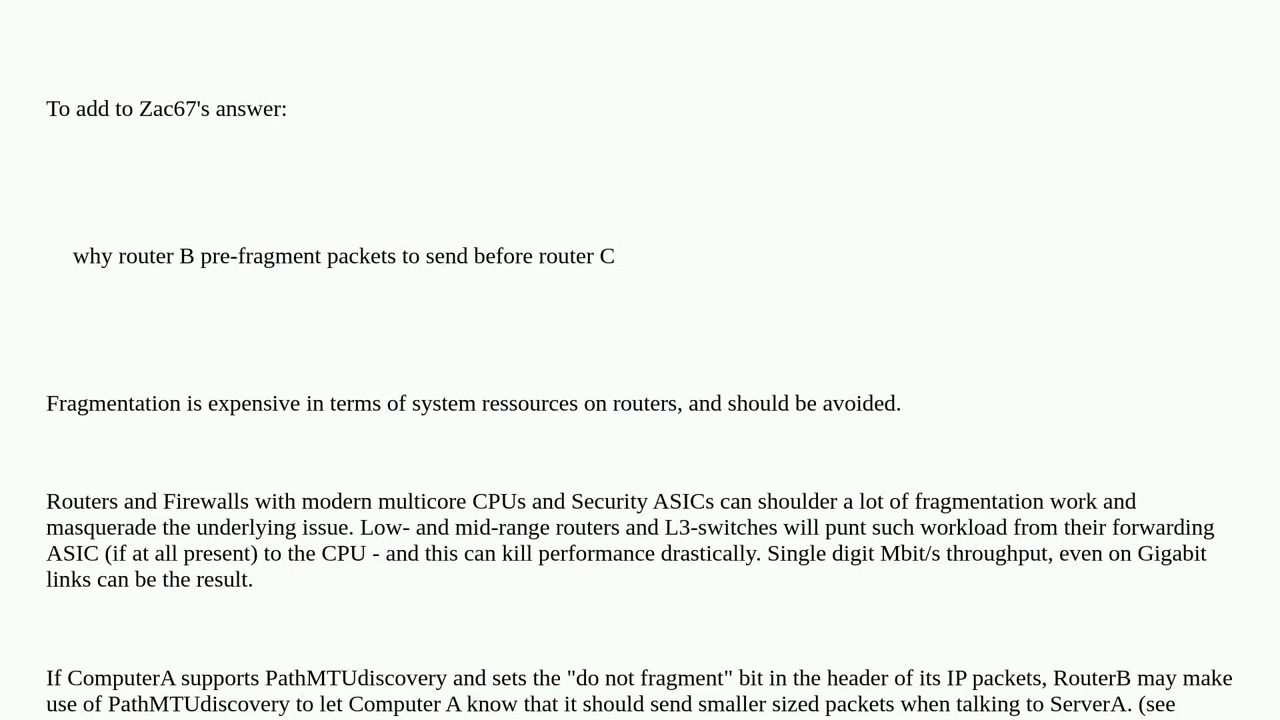 To add to Zac67's answer:
why router B pre-fragment packets to send before router C
Fragmentation is expensive in terms of system ressources on routers, and should be avoided.
Routers and Firewalls with modern multicore CPUs and Security ASICs can shoulder a lot of fragmentation work and
masquerade the underlying issue. Low- and mid-range routers and L3-switches will punt such workload from their forwarding
ASIC (if at all present) to the CPU - and this can kill performance drastically. Single digit Mbit/s throughput, even on Gigabit
links can be the result.
If ComputerA supports PathMTUdiscovery and sets the "do not fragment" bit in the header of its IP packets, RouterB may make
use of PathMTUdiscovery to let Computer A know that it should send smaller sized packets when talking to ServerA. (see